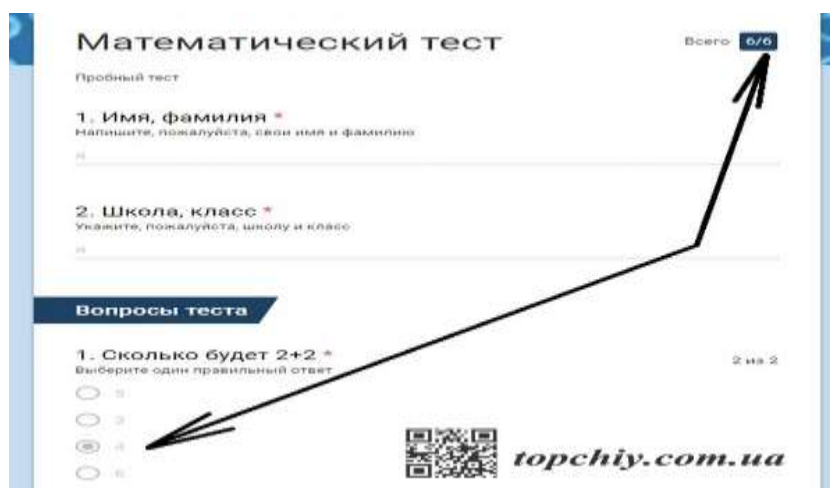 Математический тест
Всего 6/6
Пробный тест
1. Имя, фамилия *
Напишите, пожалуйста, свои имя и фамилию
я
2. Школа, класс *
Укажите, пожалуйста, школу и класс
я
Вопросы теста
1. Сколько будет 2+2 *
2 из 2
Выберите один правильный ответ
3
4
topchiy.com.ua